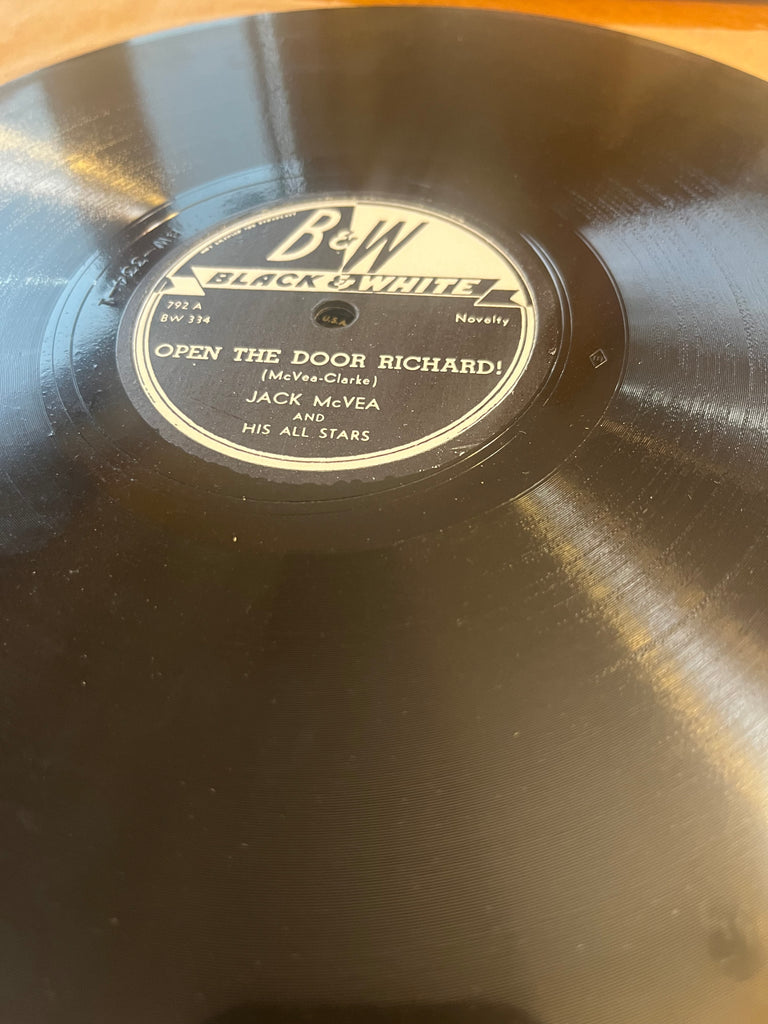 B&W
BLACK & WHITE
792 A
BW 334
Novelty
U.S.A.
OPEN THE DOOR RICHARD!
(McVea-Clarke)
JACK McVEA
AND
HIS ALL STARS